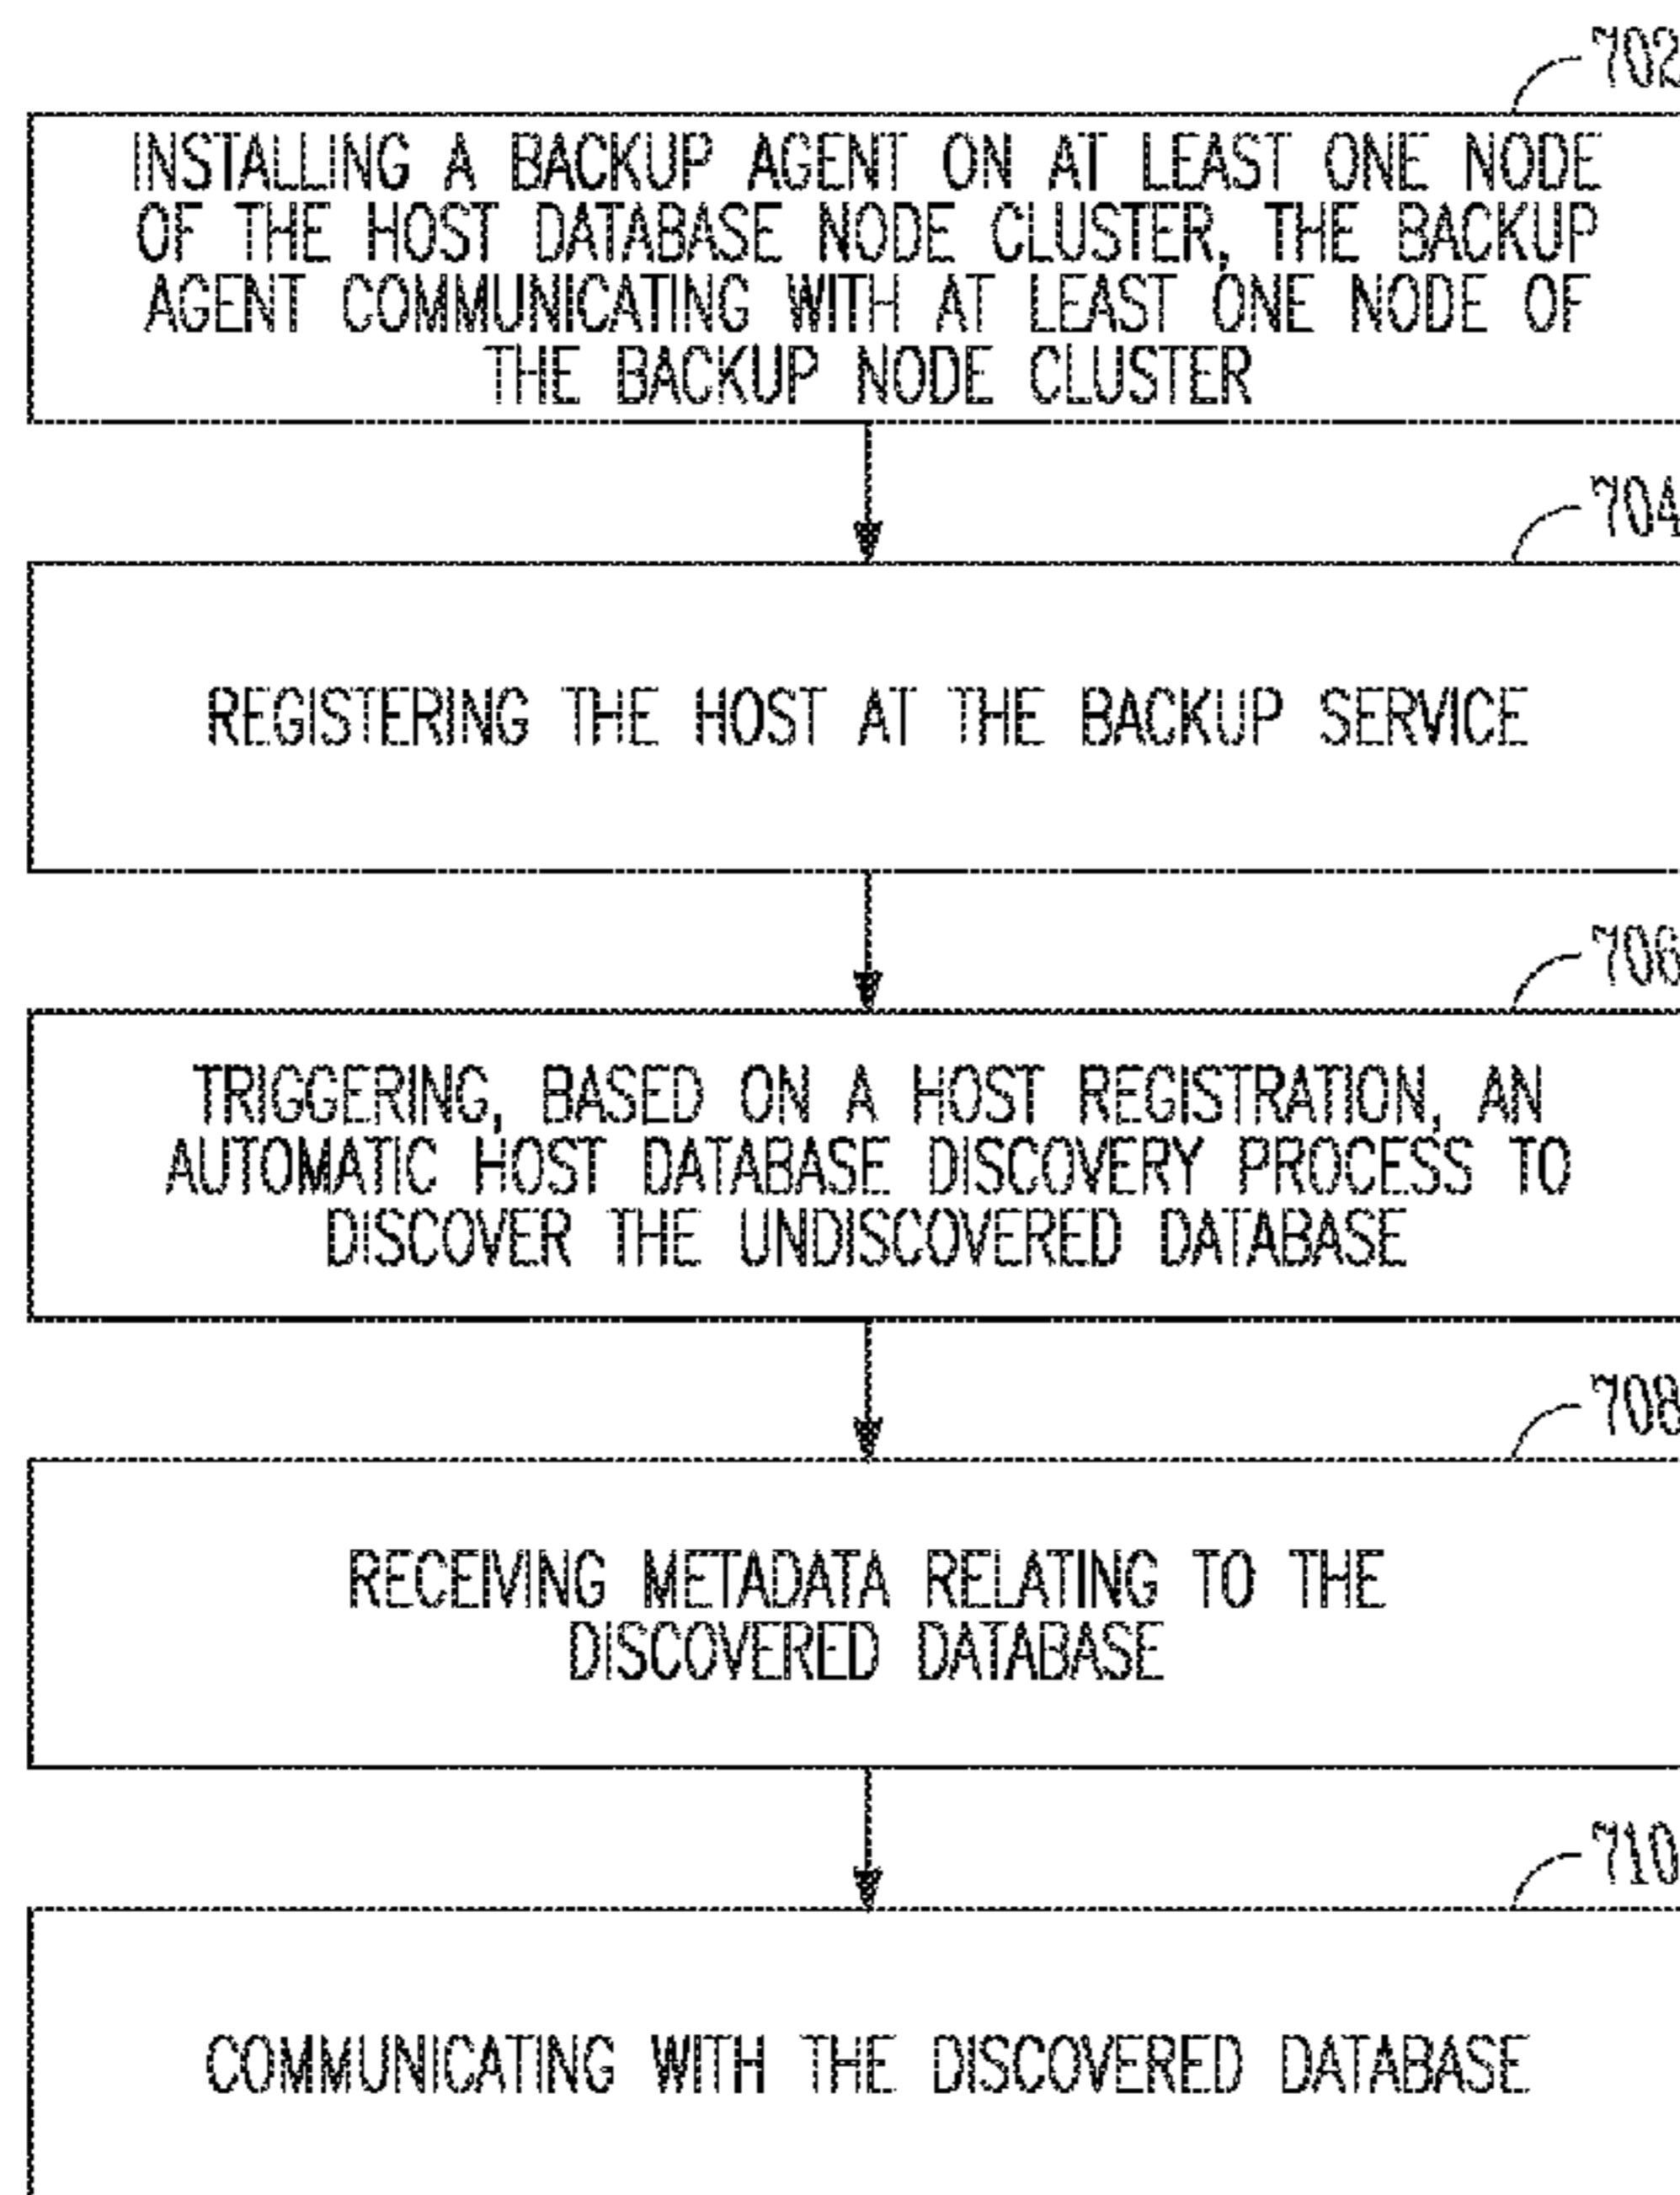 702
INSTALLING A BACKUP AGENT ON AT LEAST ONE NODE
OF THE HOST DATABASE NODE CLUSTER, THE BACKUP
AGENT COMMUNICATING WITH AT LEAST ONE NODE OF
THE BACKUP NODE CLUSTER
704
REGISTERING THE HOST AT THE BACKUP SERVICE
706
TRIGGERING, BASED ON A HOST REGISTRATION, AN
AUTOMATIC HOST DATABASE DISCOVERY PROCESS TO
DISCOVER THE UNDISCOVERED DATABASE
708
RECEIVING METADATA RELATING TO THE
DISCOVERED DATABASE
710
COMMUNICATING WITH THE DISCOVERED DATABASE